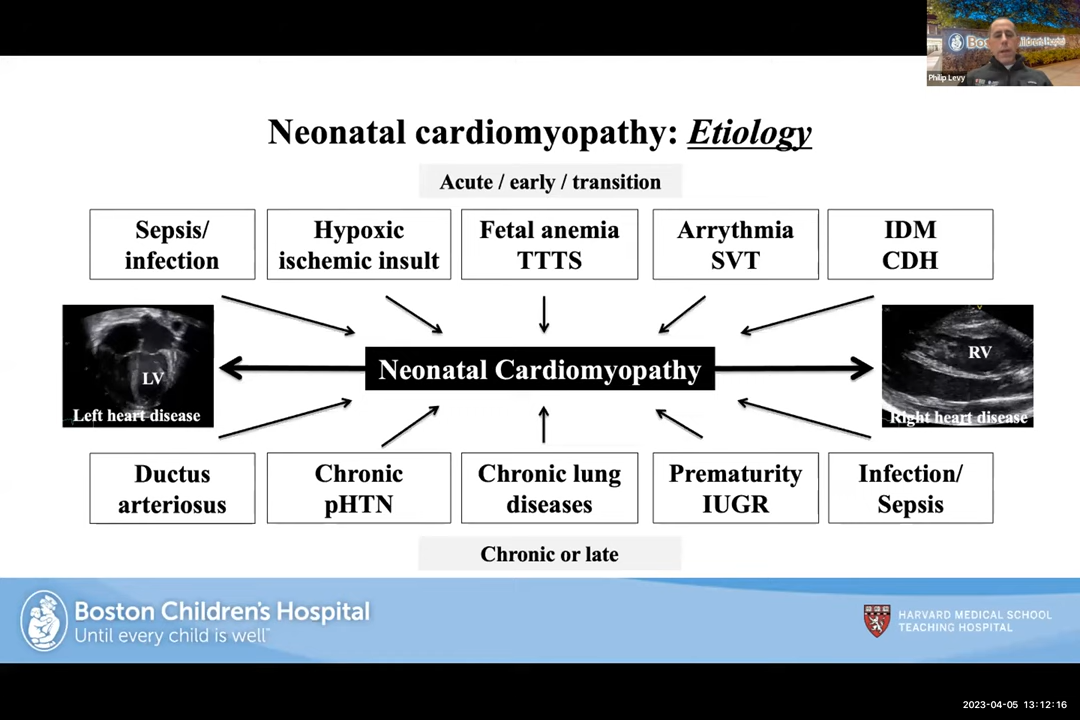 Boston Children's Hospital
Philip Levy
Neonatal cardiomyopathy: Etiology
Acute / early / transition
Sepsis/
infection
Hypoxic
ischemic insult
Fetal anemia
TTTS
Arrythmia
SVT
IDM
CDH
LV
Left heart disease
Neonatal Cardiomyopathy
RV
Right heart disease
Ductus
arteriosus
Chronic
pHTN
Chronic lung
diseases
Prematurity
IUGR
Infection/
Sepsis
Chronic or late
Boston Children's Hospital
Until every child is well
HARVARD MEDICAL SCHOOL
TEACHING HOSPITAL
2023-04-05 13:12:16